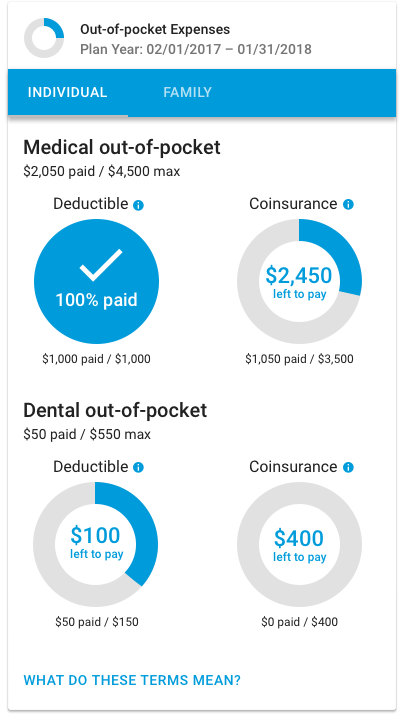 Out-of-pocket Expenses
Plan Year: 02/01/2017 – 01/31/2018
INDIVIDUAL FAMILY
Medical out-of-pocket
$2,050 paid / $4,500 max
Deductible i Coinsurance i
100% paid
$2,450
left to pay
$1,000 paid / $1,000 $1,050 paid / $3,500
Dental out-of-pocket
$50 paid / $550 max
Deductible i Coinsurance i
$100 $400
left to pay left to pay
$50 paid / $150 $0 paid / $400
WHAT DO THESE TERMS MEAN?